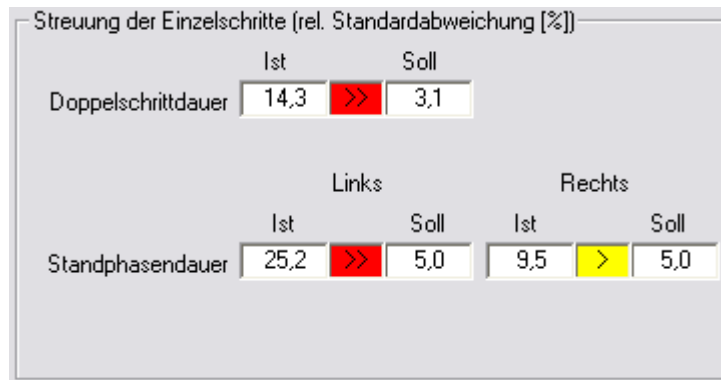 Streuung der Einzelschritte (rel. Standardabweichung [%])
Ist Soll
Doppelschrittdauer 14,3 >> 3,1
Links Rechts
Ist Soll Ist Soll
Standphasendauer 25,2 >> 5,0 9,5 > 5,0